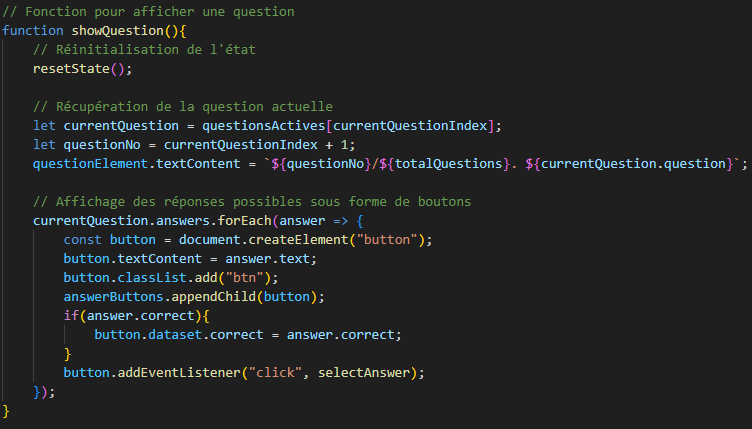 // Fonction pour afficher une question
function showQuestion(){
    // Réinitialisation de l'état
    resetState();

    // Récupération de la question actuelle
    let currentQuestion = questionsActives[currentQuestionIndex];
    let questionNo = currentQuestionIndex + 1;
    questionElement.textContent = `${questionNo}/${totalQuestions}. ${currentQuestion.question}`;

    // Affichage des réponses possibles sous forme de boutons
    currentQuestion.answers.forEach(answer => {
        const button = document.createElement("button");
        button.textContent = answer.text;
        button.classList.add("btn");
        answerButtons.appendChild(button);
        if(answer.correct){
            button.dataset.correct = answer.correct;
        }
        button.addEventListener("click", selectAnswer);
    });
}